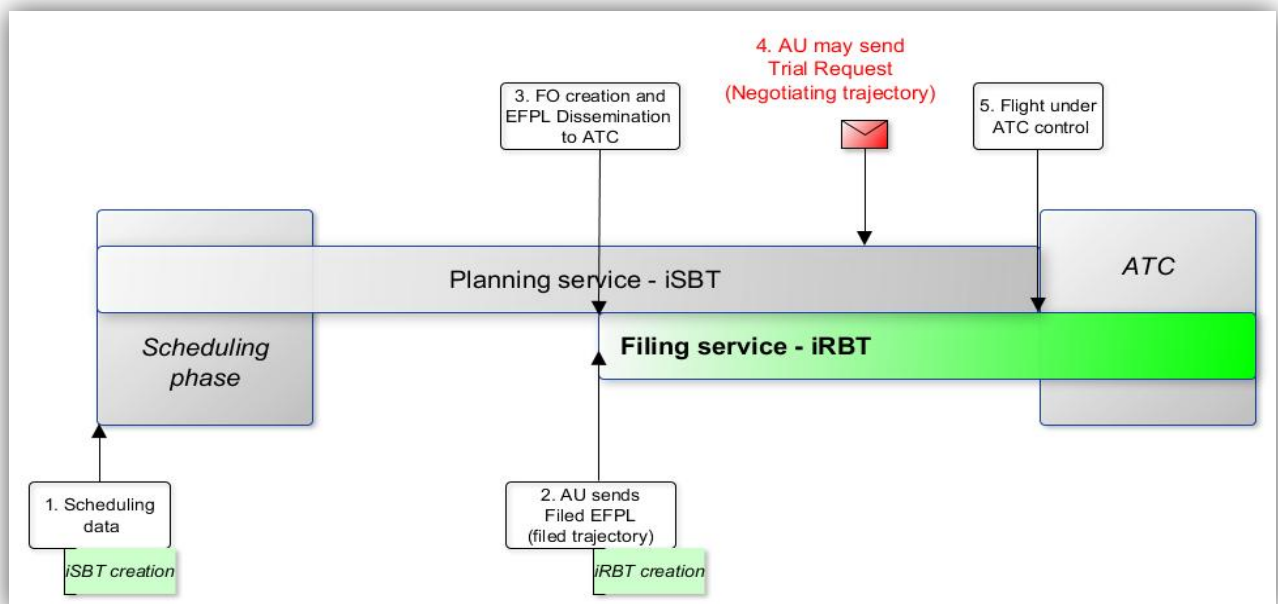 4. AU may send
Trial Request
(Negotiating trajectory)
3. FO creation and
EFPL Dissemination
to ATC
5. Flight under
ATC control
Planning service - iSBT
ATC
Scheduling
phase
Filing service - iRBT
1. Scheduling
data
iSBT creation
2. AU sends
Filed EFPL
(filed trajectory)
iRBT creation